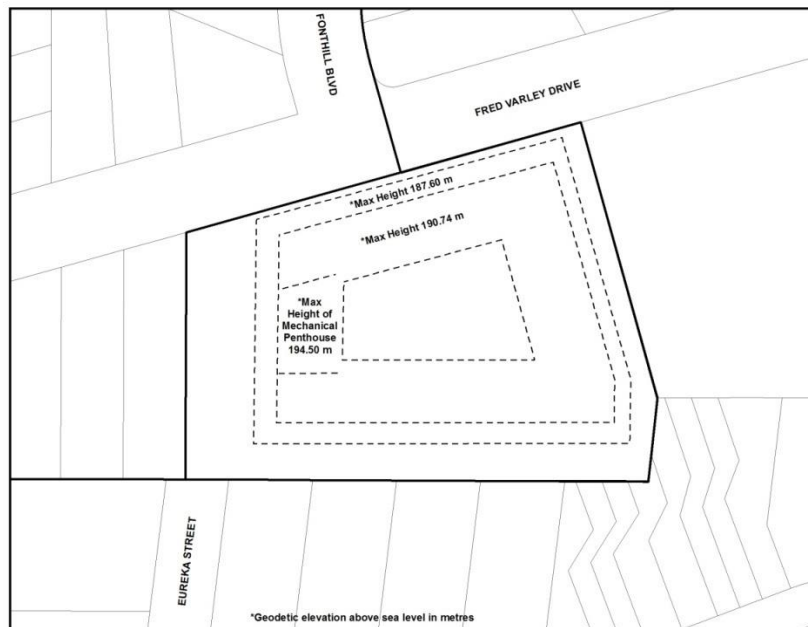 FONTHILL BLVD
FRED VARLEY DRIVE
*Max Height 187.60 m
*Max Height 190.74 m
*Max
Height of
Mechanical
Penthouse
194.50 m
EUREKA STREET
*Geodetic elevation above sea level in metres